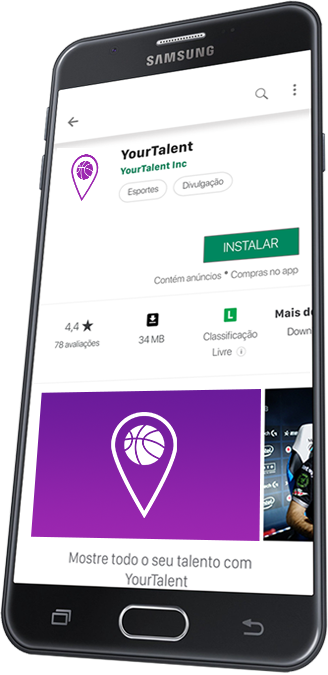 SAMSUNG
YourTalent
YourTalent Inc
Esportes
Divulgação
INSTALAR
Contém anúncios • Compras no app
4,4 ★
78 avaliações
34 MB
L
Classificação
Livre
Mais de
Down
Mostre todo o seu talento com
YourTalent